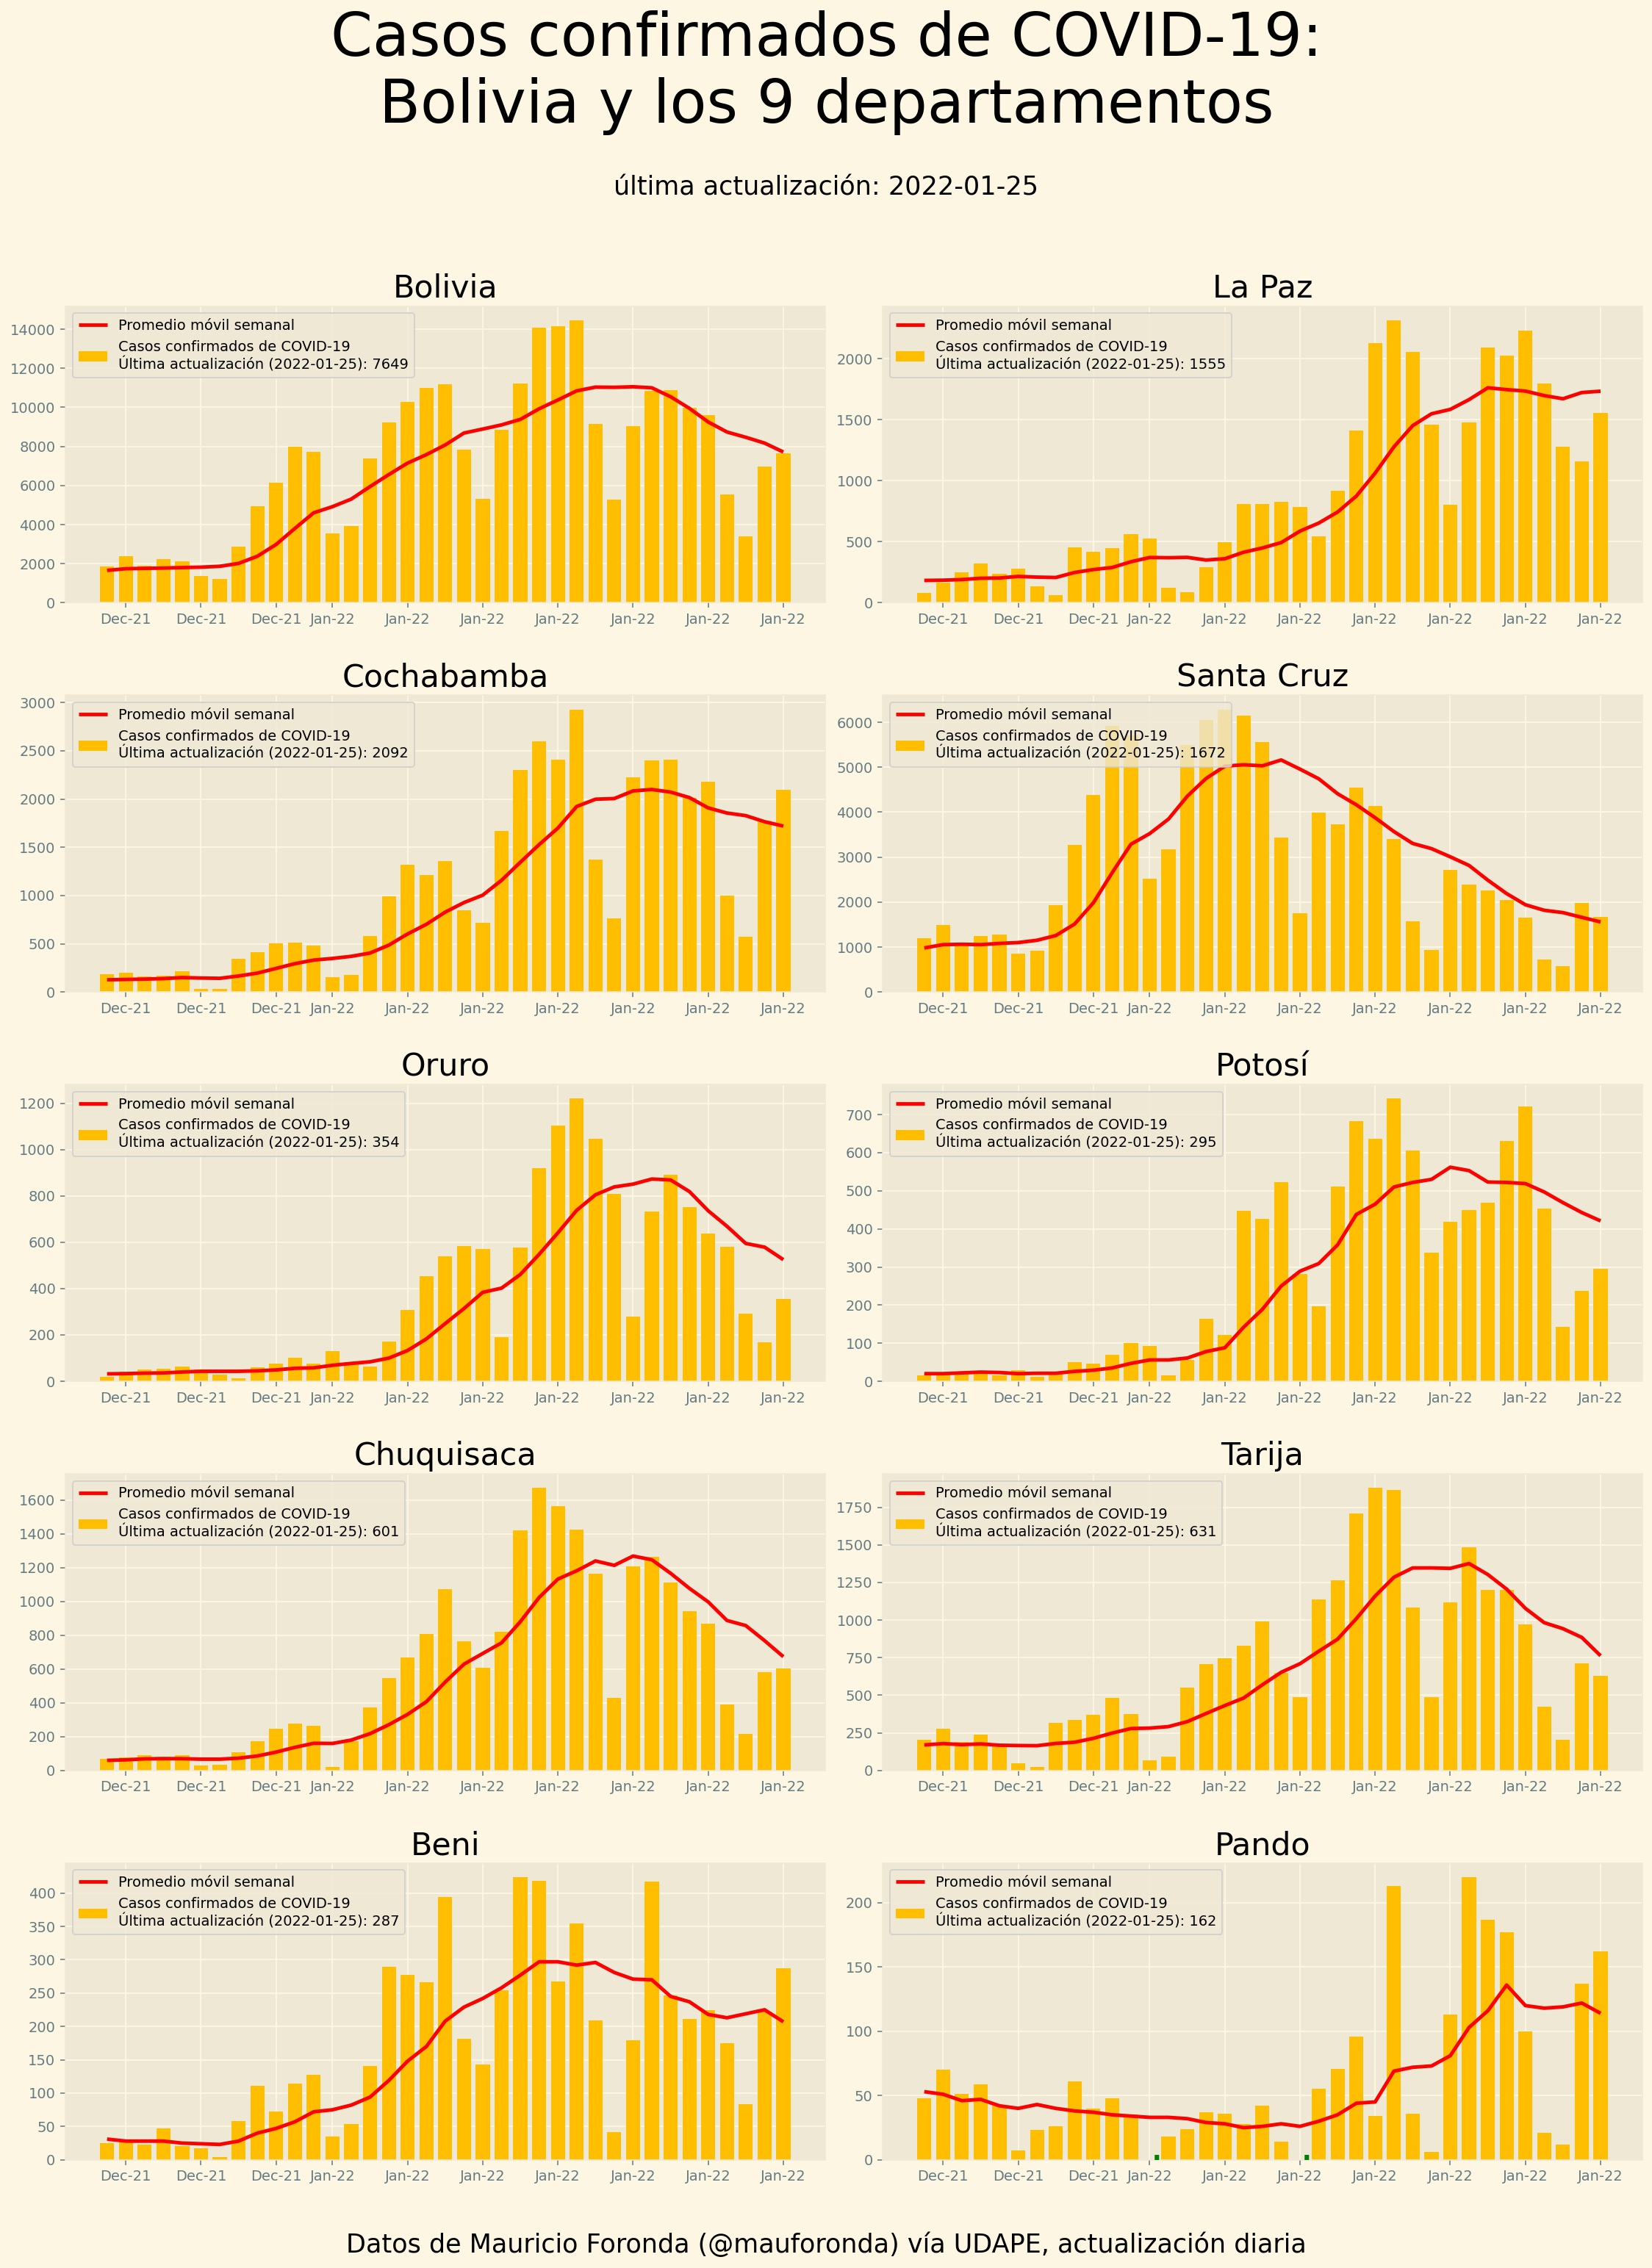 Casos confirmados de COVID-19:
Bolivia y los 9 departamentos
última actualización: 2022-01-25
Bolivia
Promedio móvil semanal
Casos confirmados de COVID-19
Última actualización (2022-01-25): 7649
14000
12000
10000
8000
6000
4000
2000
0
Dec-21 Dec-21 Dec-21 Jan-22 Jan-22 Jan-22 Jan-22 Jan-22 Jan-22 Jan-22
La Paz
Promedio móvil semanal
Casos confirmados de COVID-19
Última actualización (2022-01-25): 1555
2000
1500
1000
500
0
Dec-21 Dec-21 Dec-21 Jan-22 Jan-22 Jan-22 Jan-22 Jan-22 Jan-22 Jan-22
Cochabamba
Promedio móvil semanal
Casos confirmados de COVID-19
Última actualización (2022-01-25): 2092
3000
2500
2000
1500
1000
500
0
Dec-21 Dec-21 Dec-21 Jan-22 Jan-22 Jan-22 Jan-22 Jan-22 Jan-22 Jan-22
Santa Cruz
Promedio móvil semanal
Casos confirmados de COVID-19
Última actualización (2022-01-25): 1672
6000
5000
4000
3000
2000
1000
0
Dec-21 Dec-21 Dec-21 Jan-22 Jan-22 Jan-22 Jan-22 Jan-22 Jan-22 Jan-22
Oruro
Promedio móvil semanal
Casos confirmados de COVID-19
Última actualización (2022-01-25): 354
1200
1000
800
600
400
200
0
Dec-21 Dec-21 Dec-21 Jan-22 Jan-22 Jan-22 Jan-22 Jan-22 Jan-22 Jan-22
Potosí
Promedio móvil semanal
Casos confirmados de COVID-19
Última actualización (2022-01-25): 295
700
600
500
400
300
200
100
0
Dec-21 Dec-21 Dec-21 Jan-22 Jan-22 Jan-22 Jan-22 Jan-22 Jan-22 Jan-22
Chuquisaca
Promedio móvil semanal
Casos confirmados de COVID-19
Última actualización (2022-01-25): 601
1600
1400
1200
1000
800
600
400
200
0
Dec-21 Dec-21 Dec-21 Jan-22 Jan-22 Jan-22 Jan-22 Jan-22 Jan-22 Jan-22
Tarija
Promedio móvil semanal
Casos confirmados de COVID-19
Última actualización (2022-01-25): 631
1750
1500
1250
1000
750
500
250
0
Dec-21 Dec-21 Dec-21 Jan-22 Jan-22 Jan-22 Jan-22 Jan-22 Jan-22 Jan-22
Beni
Promedio móvil semanal
Casos confirmados de COVID-19
Última actualización (2022-01-25): 287
400
350
300
250
200
150
100
50
0
Dec-21 Dec-21 Dec-21 Jan-22 Jan-22 Jan-22 Jan-22 Jan-22 Jan-22 Jan-22
Pando
Promedio móvil semanal
Casos confirmados de COVID-19
Última actualización (2022-01-25): 162
200
150
100
50
0
Dec-21 Dec-21 Dec-21 Jan-22 Jan-22 Jan-22 Jan-22 Jan-22 Jan-22 Jan-22
Datos de Mauricio Foronda (@mauforonda) vía UDAPE, actualización diaria